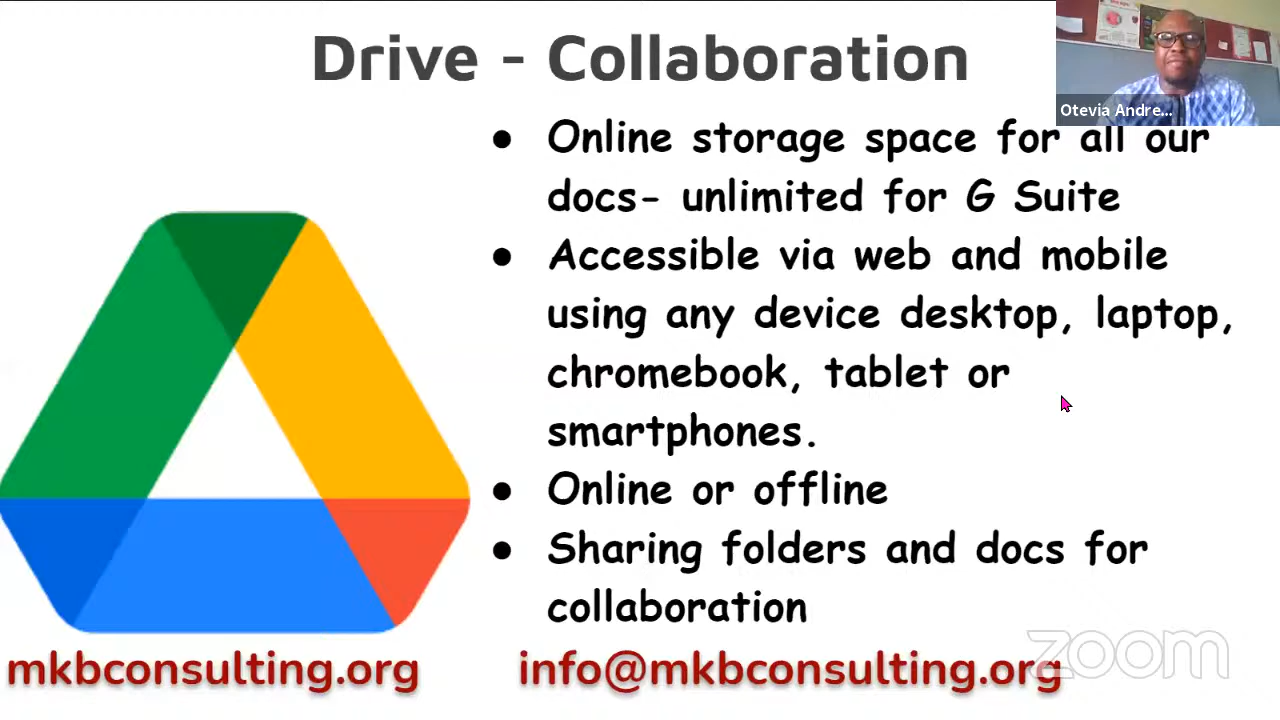 Drive - Collaboration
Otevia Andre...
● Online storage space for all our
docs- unlimited for G Suite
● Accessible via web and mobile
using any device desktop, laptop,
chromebook, tablet or
smartphones.
● Online or offline
● Sharing folders and docs for
collaboration
zoom
mkbconsulting.org
info@mkbconsulting.org